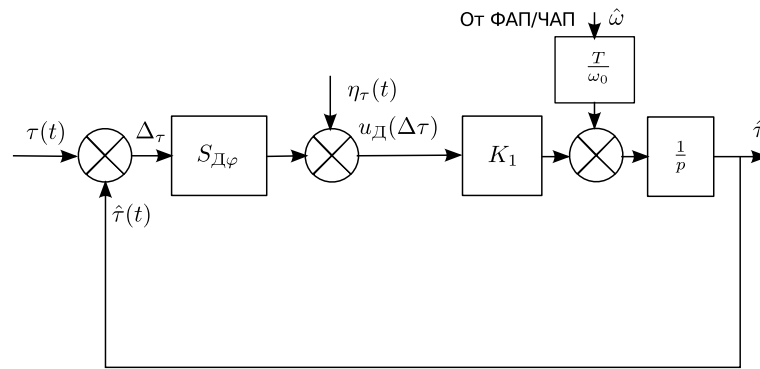 От ФАП/ЧАП ω̂
T/ω₀
τ(t)
Δ_τ
S_Дφ
η_τ(t)
u_Д(Δτ)
K₁
1/p
τ̂
τ̂(t)